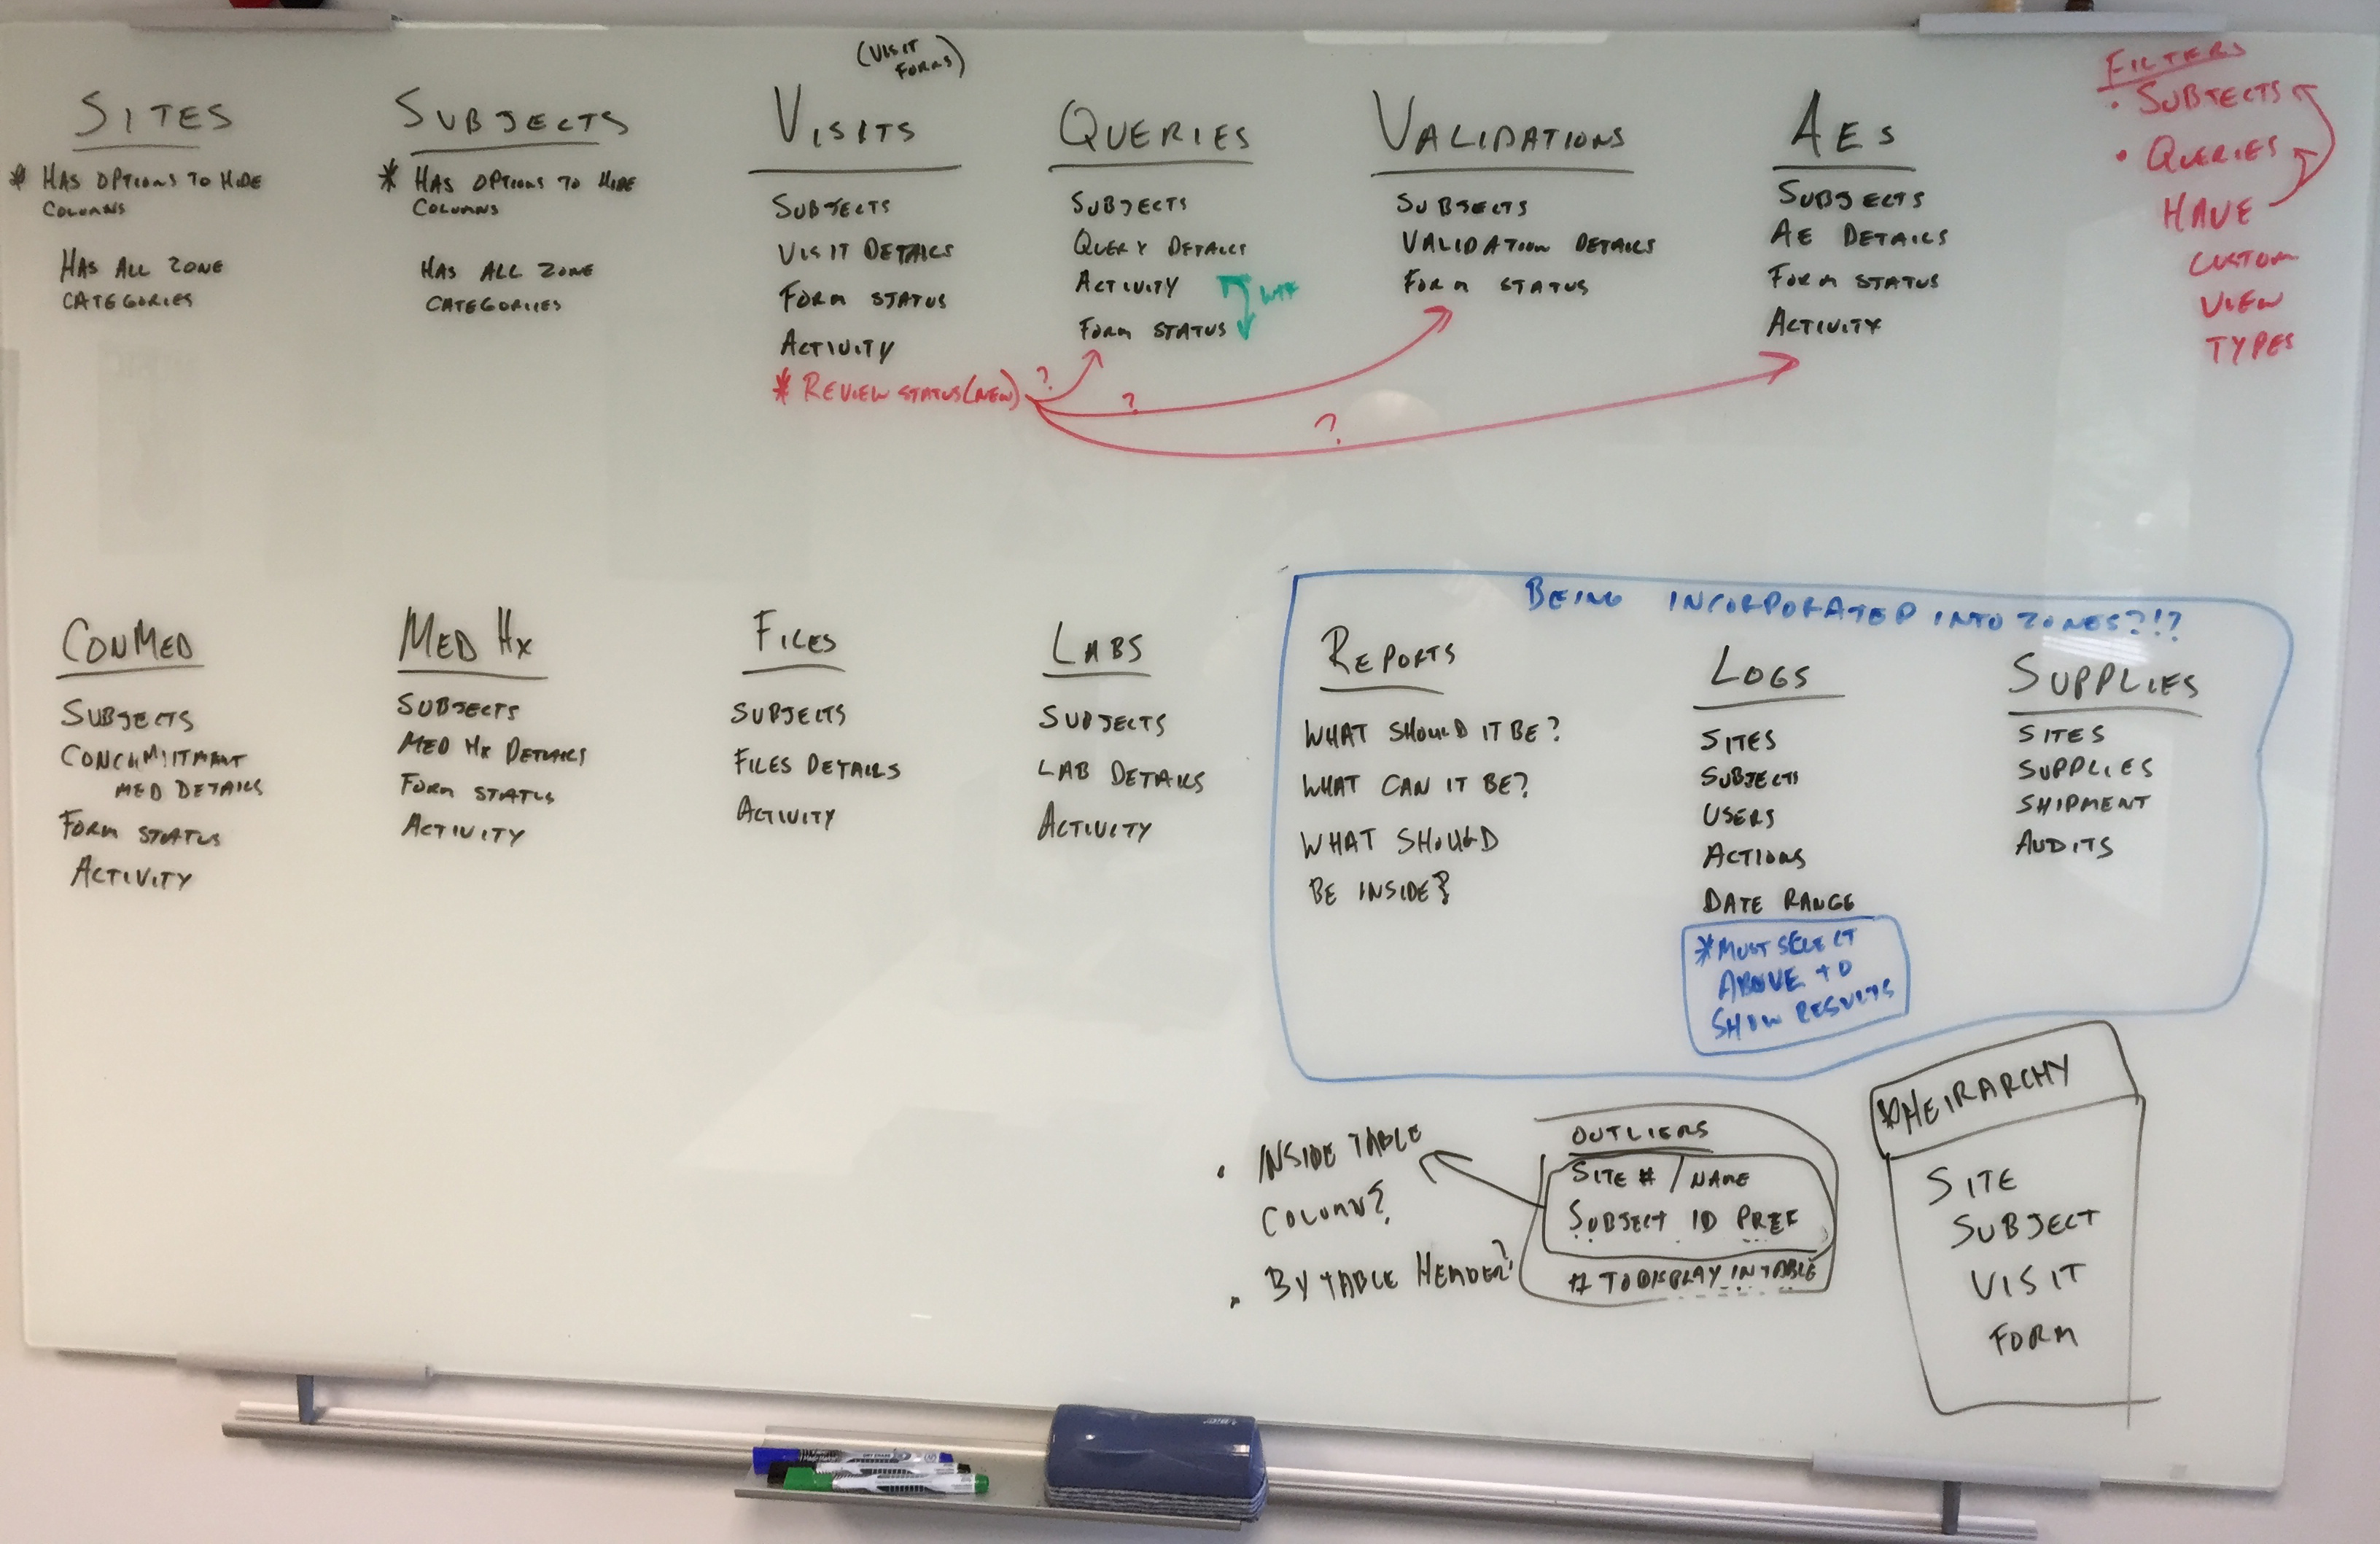 (VISIT
FORMS)
SITES
* HAS OPTIONS TO HIDE
COLUMNS
HAS ALL ZONE
CATEGORIES
SUBJECTS
* HAS OPTIONS TO HIDE
COLUMNS
HAS ALL ZONE
CATEGORIES
VISITS
SUBJECTS
VISIT DETAILS
FORM STATUS
ACTIVITY
* REVIEW STATUS (NEW)
?
?
?
QUERIES
SUBJECTS
QUERY DETAILS
ACTIVITY
FORM STATUS
WTF
VALIDATIONS
SUBJECTS
VALIDATION DETAILS
FORM STATUS
AES
SUBJECTS
AE DETAILS
FORM STATUS
ACTIVITY
FILTERS
• SUBJECTS
• QUERIES
HAVE
CUSTOM
VIEW
TYPES
CONMED
SUBJECTS
CONCHMITMENT
MED DETAILS
FORM STATUS
ACTIVITY
MED HX
SUBJECTS
MED HX DETAILS
FORM STATUS
ACTIVITY
FILES
SUBJECTS
FILES DETAILS
ACTIVITY
LABS
SUBJECTS
LAB DETAILS
ACTIVITY
BEING INCORPORATED INTO ZONES?!?
REPORTS
WHAT SHOULD IT BE?
WHAT CAN IT BE?
WHAT SHOULD
BE INSIDE?
LOGS
SITES
SUBJECTS
USERS
ACTIONS
DATE RANGE
* MUST SELECT
ABOVE TO
SHOW RESULTS
SUPPLIES
SITES
SUPPLIES
SHIPMENT
AUDITS
• INSIDE TABLE
COLUMN?
• BY TABLE HEADER?
OUTLIERS
SITE # / NAME
SUBJECT ID PREF
# TO DISPLAY IN TABLE
* HEIRARCHY
SITE
SUBJECT
VISIT
FORM